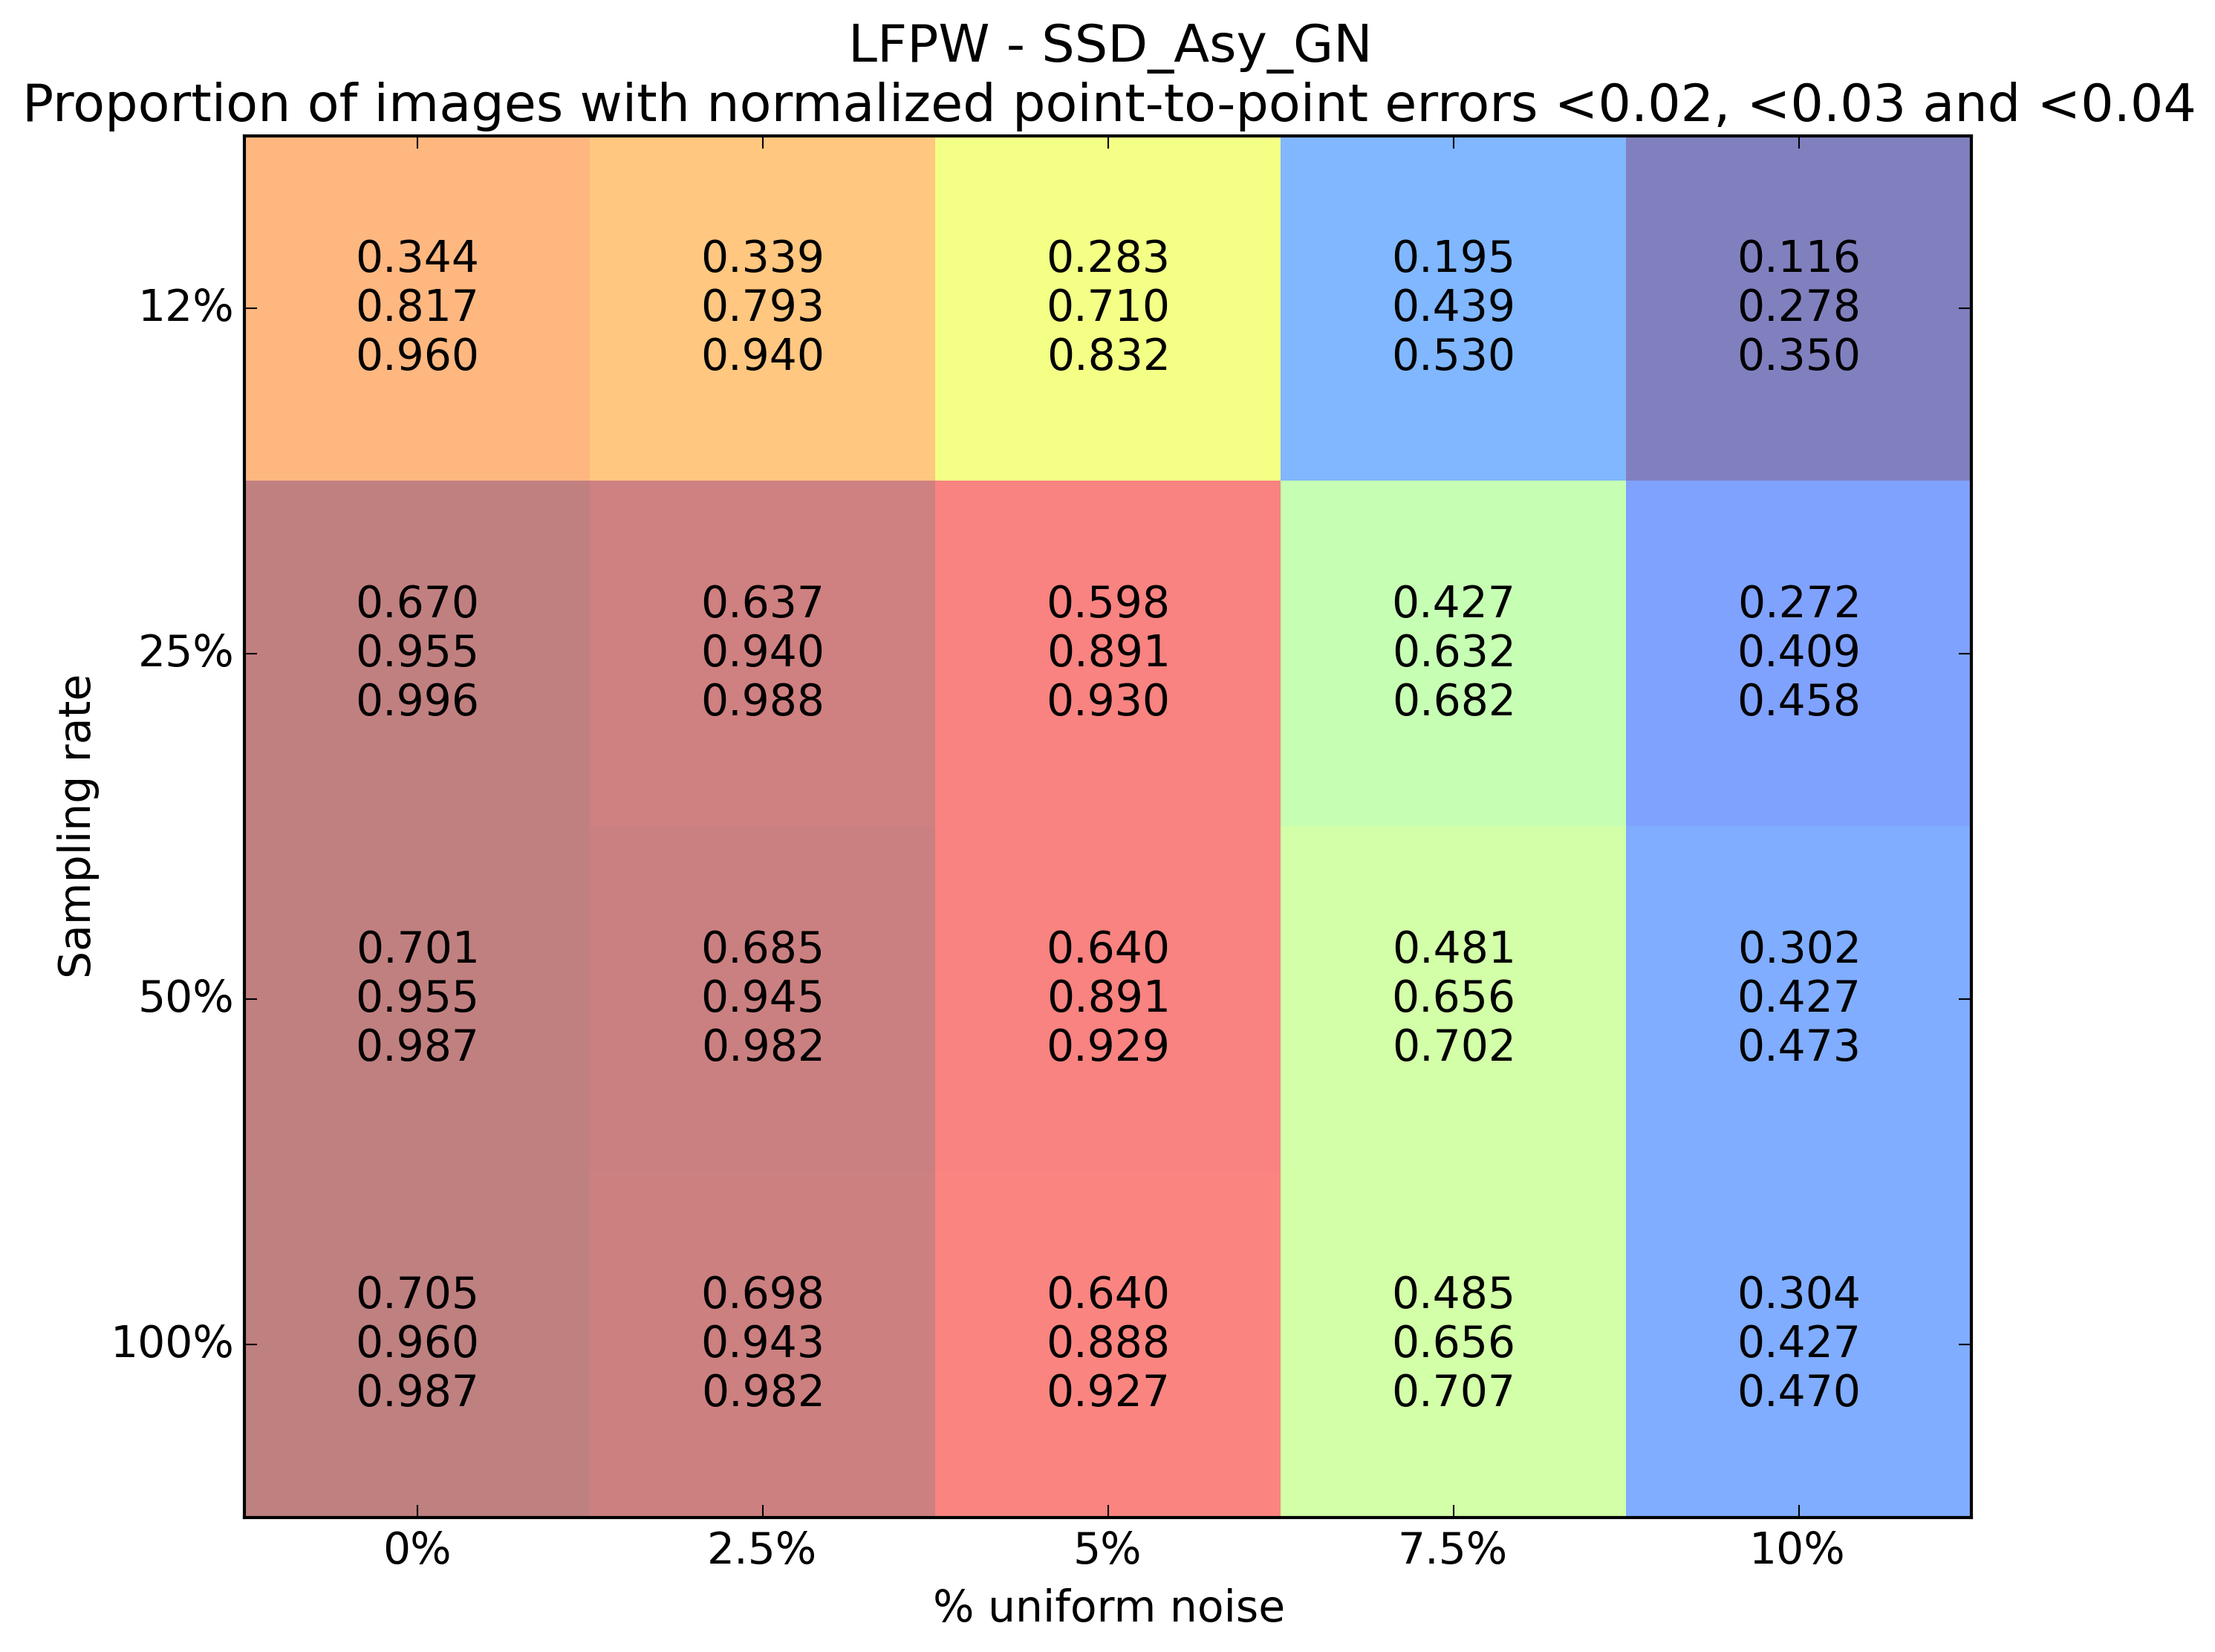 LFPW - SSD_Asy_GN
Proportion of images with normalized point-to-point errors <0.02, <0.03 and <0.04
0.344 0.339 0.283 0.195 0.116
12% 0.817 0.793 0.710 0.439 0.278
0.960 0.940 0.832 0.530 0.350
0.670 0.637 0.598 0.427 0.272
25% 0.955 0.940 0.891 0.632 0.409
0.996 0.988 0.930 0.682 0.458
Sampling rate
0.701 0.685 0.640 0.481 0.302
50% 0.955 0.945 0.891 0.656 0.427
0.987 0.982 0.929 0.702 0.473
0.705 0.698 0.640 0.485 0.304
100% 0.960 0.943 0.888 0.656 0.427
0.987 0.982 0.927 0.707 0.470
0% 2.5% 5% 7.5% 10%
% uniform noise